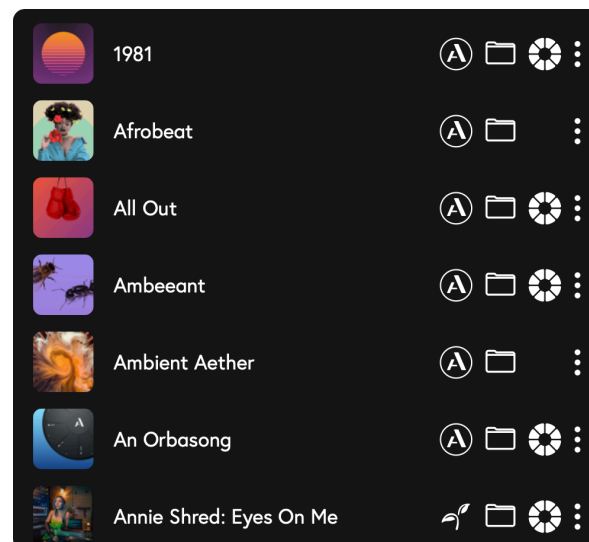 1981
Afrobeat
All Out
Ambeeant
Ambient Aether
An Orbasong
Annie Shred: Eyes On Me